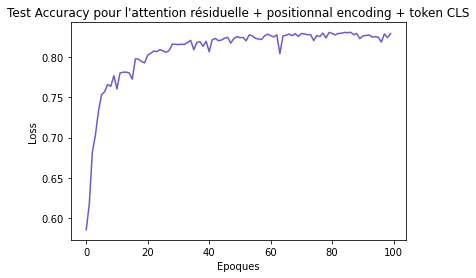 Test Accuracy pour l'attention résiduelle + positionnal encoding + token CLS
Loss
0.80
0.75
0.70
0.65
0.60
0 20 40 60 80 100
Epoques